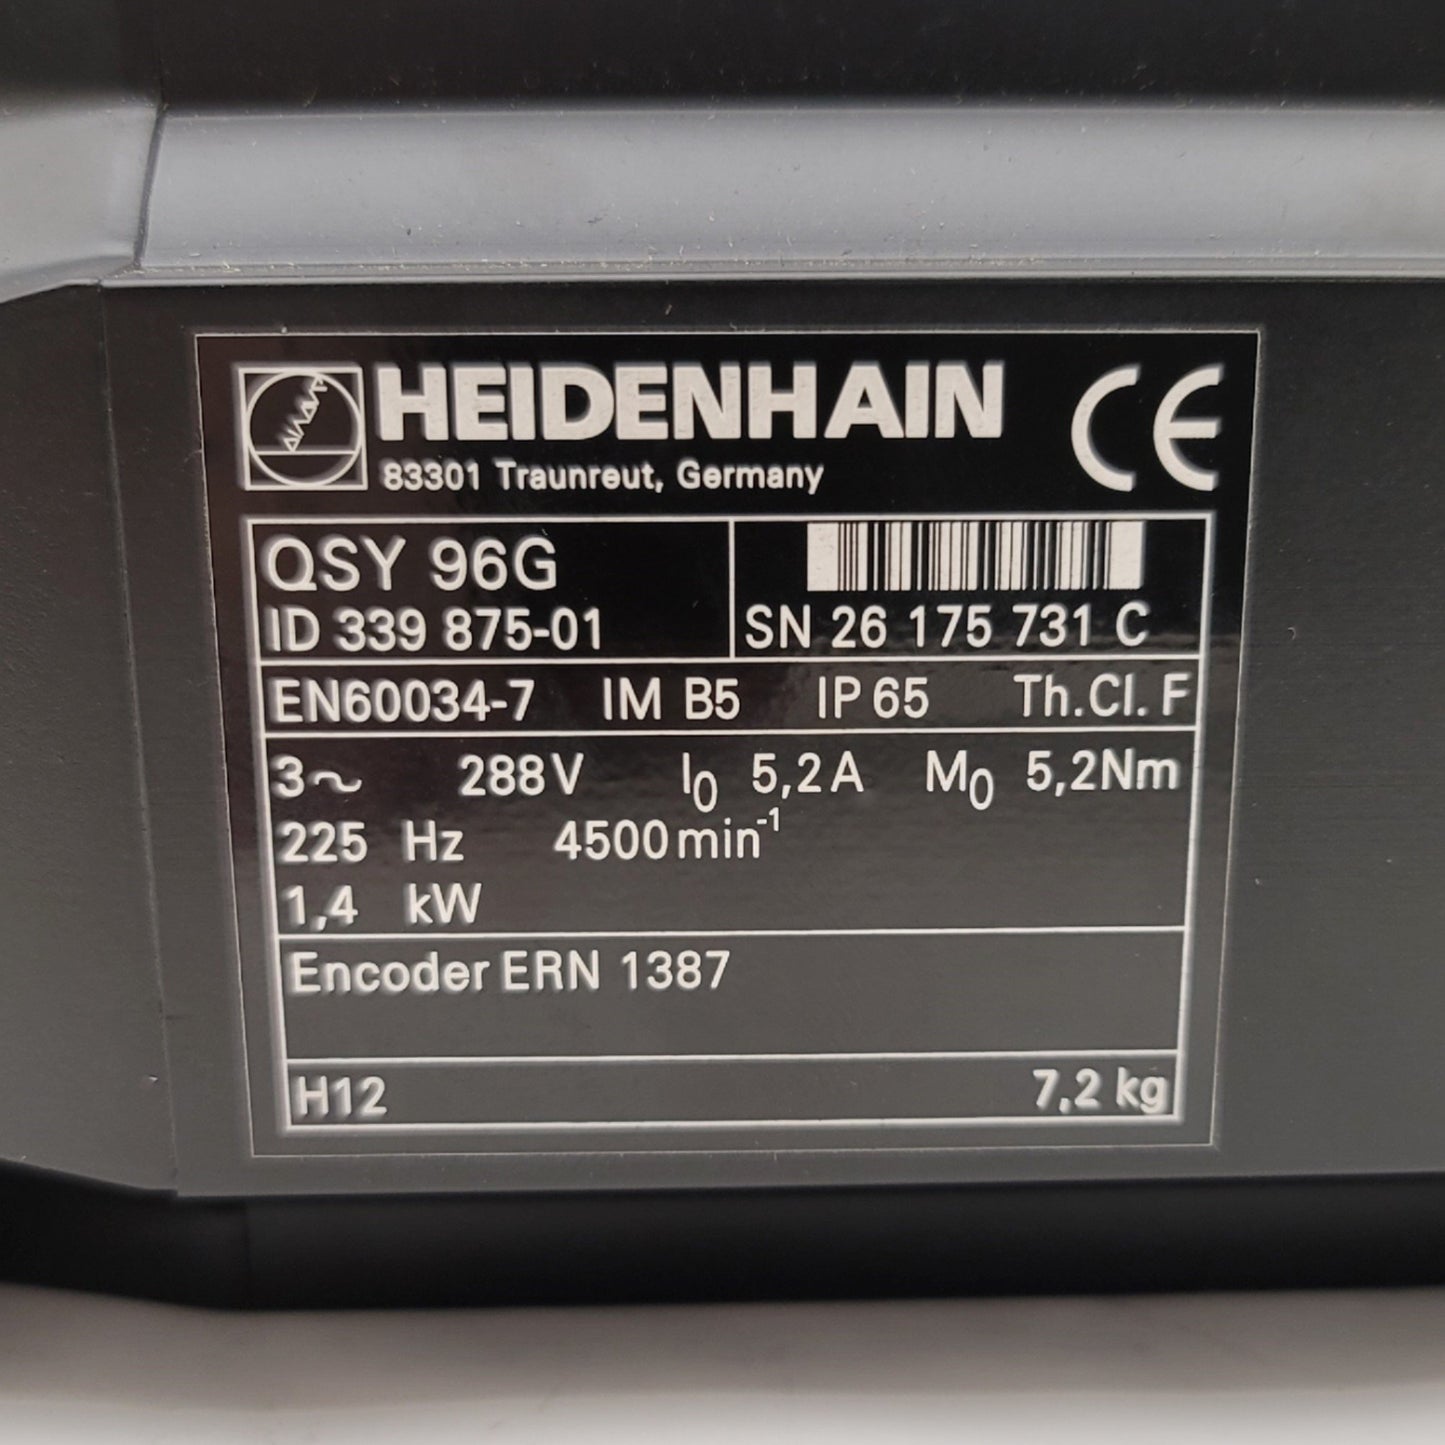 HEIDENHAIN CE
83301 Traunreut, Germany
QSY 96G
ID 339 875-01
SN 26 175 731 C
EN60034-7 IM B5 IP 65 Th.Cl. F
3~ 288V I0 5,2A M0 5,2Nm
225 Hz 4500min-1
1,4 kW
Encoder ERN 1387
H12 7,2 kg